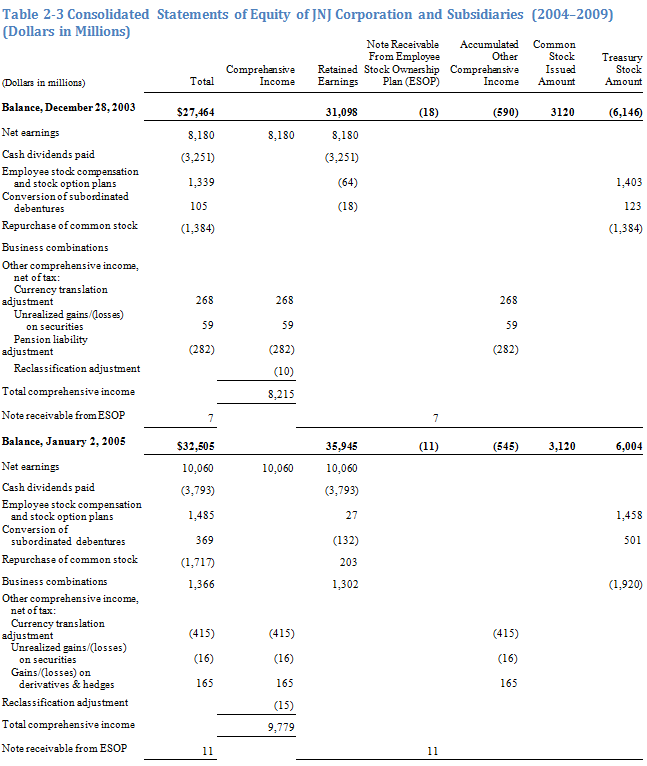 Table 2-3 Consolidated Statements of Equity of JNJ Corporation and Subsidiaries (2004–2009)
(Dollars in Millions)
(Dollars in millions) Total Comprehensive Income Retained Earnings Note Receivable From Employee Stock Ownership Plan (ESOP) Accumulated Other Comprehensive Income Common Stock Issued Amount Treasury Stock Amount
Balance, December 28, 2003 $27,464 31,098 (18) (590) 3120 (6,146)
Net earnings 8,180 8,180 8,180
Cash dividends paid (3,251) (3,251)
Employee stock compensation
and stock option plans 1,339 (64) 1,403
Conversion of subordinated
debentures 105 (18) 123
Repurchase of common stock (1,384) (1,384)
Business combinations
Other comprehensive income,
net of tax:
Currency translation
adjustment 268 268 268
Unrealized gains/(losses)
on securities 59 59 59
Pension liability
adjustment (282) (282) (282)
Reclassification adjustment (10)
Total comprehensive income 8,215
Note receivable from ESOP 7 7
Balance, January 2, 2005 $32,505 35,945 (11) (545) 3,120 6,004
Net earnings 10,060 10,060 10,060
Cash dividends paid (3,793) (3,793)
Employee stock compensation
and stock option plans 1,485 27 1,458
Conversion of
subordinated debentures 369 (132) 501
Repurchase of common stock (1,717) 203
Business combinations 1,366 1,302 (1,920)
Other comprehensive income,
net of tax:
Currency translation
adjustment (415) (415) (415)
Unrealized gains/(losses)
on securities (16) (16) (16)
Gains/(losses) on
derivatives & hedges 165 165 165
Reclassification adjustment (15)
Total comprehensive income 9,779
Note receivable from ESOP 11 11